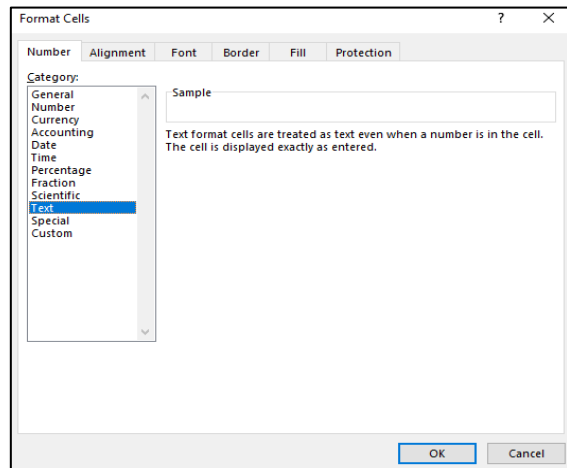 Format Cells
?
Number Alignment Font Border Fill Protection
Category:
General
Number
Currency
Accounting
Date
Time
Percentage
Fraction
Scientific
Text
Special
Custom
Sample
Text format cells are treated as text even when a number is in the cell.
The cell is displayed exactly as entered.
OK Cancel